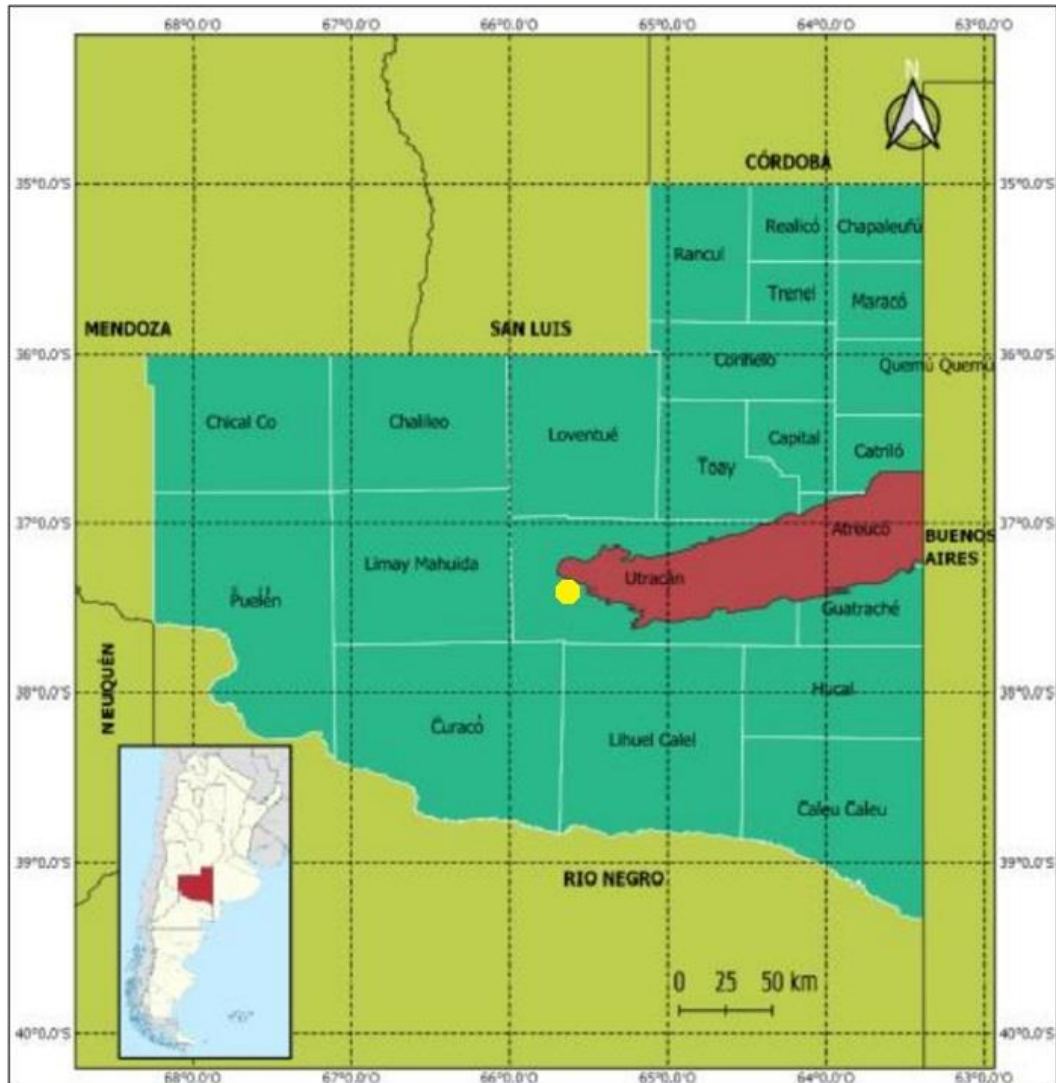 68°0.0'O 67°0.0'O 66°0.0'O 65°0.0'O 64°0.0'O 63°0.0'O
N
CÓRDOBA
35°0.0'S 35°0.0'S
Realicó Chapaleufú
Rancul
Trenel Maracó
MENDOZA SAN LUIS
36°0.0'S 36°0.0'S
Conhelo Quemú Quemú
Chical Co Chalileo Loventué Capital Catriló
Toay
37°0.0'S 37°0.0'S
Atreucó BUENOS
AIRES
Limay Mahuida Utracán
Puelén Guatraché
NEUQUÉN
38°0.0'S 38°0.0'S
Hucal
Curacó Lihuel Calel
Caleu Caleu
39°0.0'S 39°0.0'S
RIO NEGRO
0 25 50 km
40°0.0'S 40°0.0'S
68°0.0'O 67°0.0'O 66°0.0'O 65°0.0'O 64°0.0'O 63°0.0'O